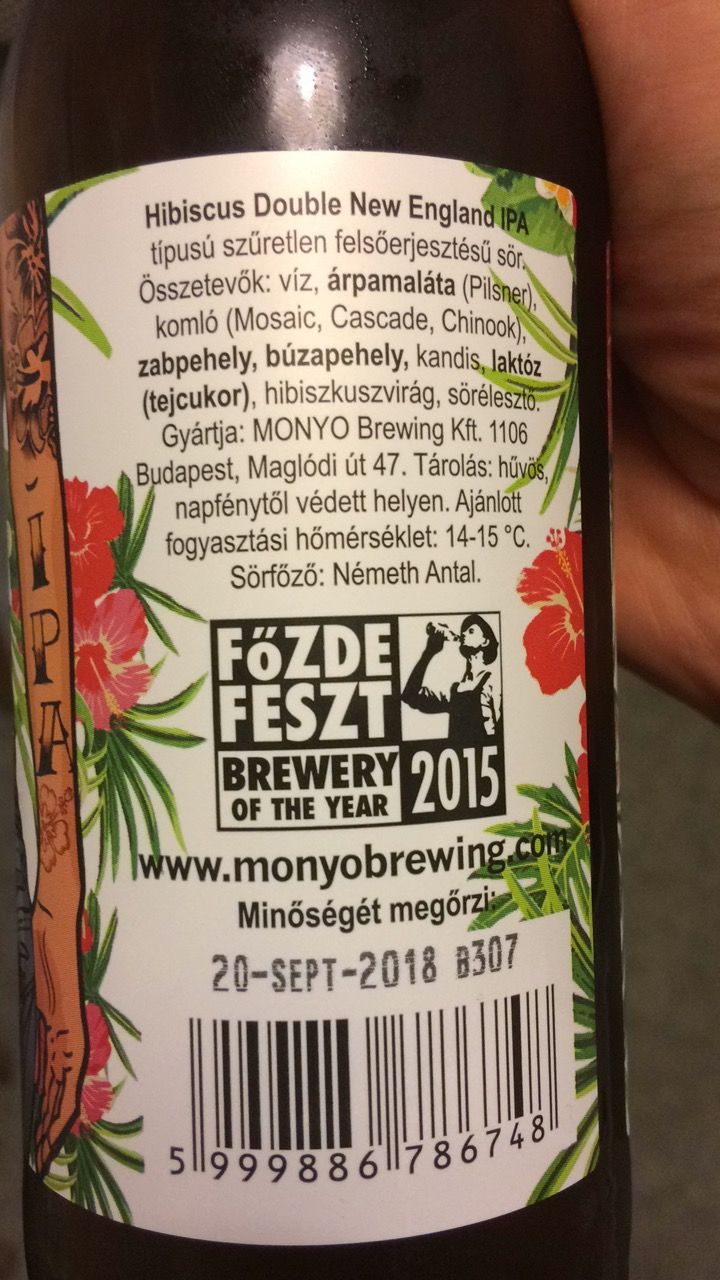 Hibiscus Double New England IPA
típusú szűretlen felsőerjesztésű sör.
Összetevők: víz, árpamaláta (Pilsner),
komló (Mosaic, Cascade, Chinook),
zabpehely, búzapehely, kandis, laktóz
(tejcukor), hibiszkuszvirág, sörélesztő.
Gyártja: MONYO Brewing Kft. 1106
Budapest, Maglódi út 47. Tárolás: hűvös,
napfénytől védett helyen. Ajánlott
fogyasztási hőmérséklet: 14-15 °C.
Sörfőző: Németh Antal.
IPA
FőZDE
FESZT
BREWERY
OF THE YEAR
2015
www.monyobrewing.com
Minőségét megőrzi:
20-SEPT-2018 B307
5 999886 786748